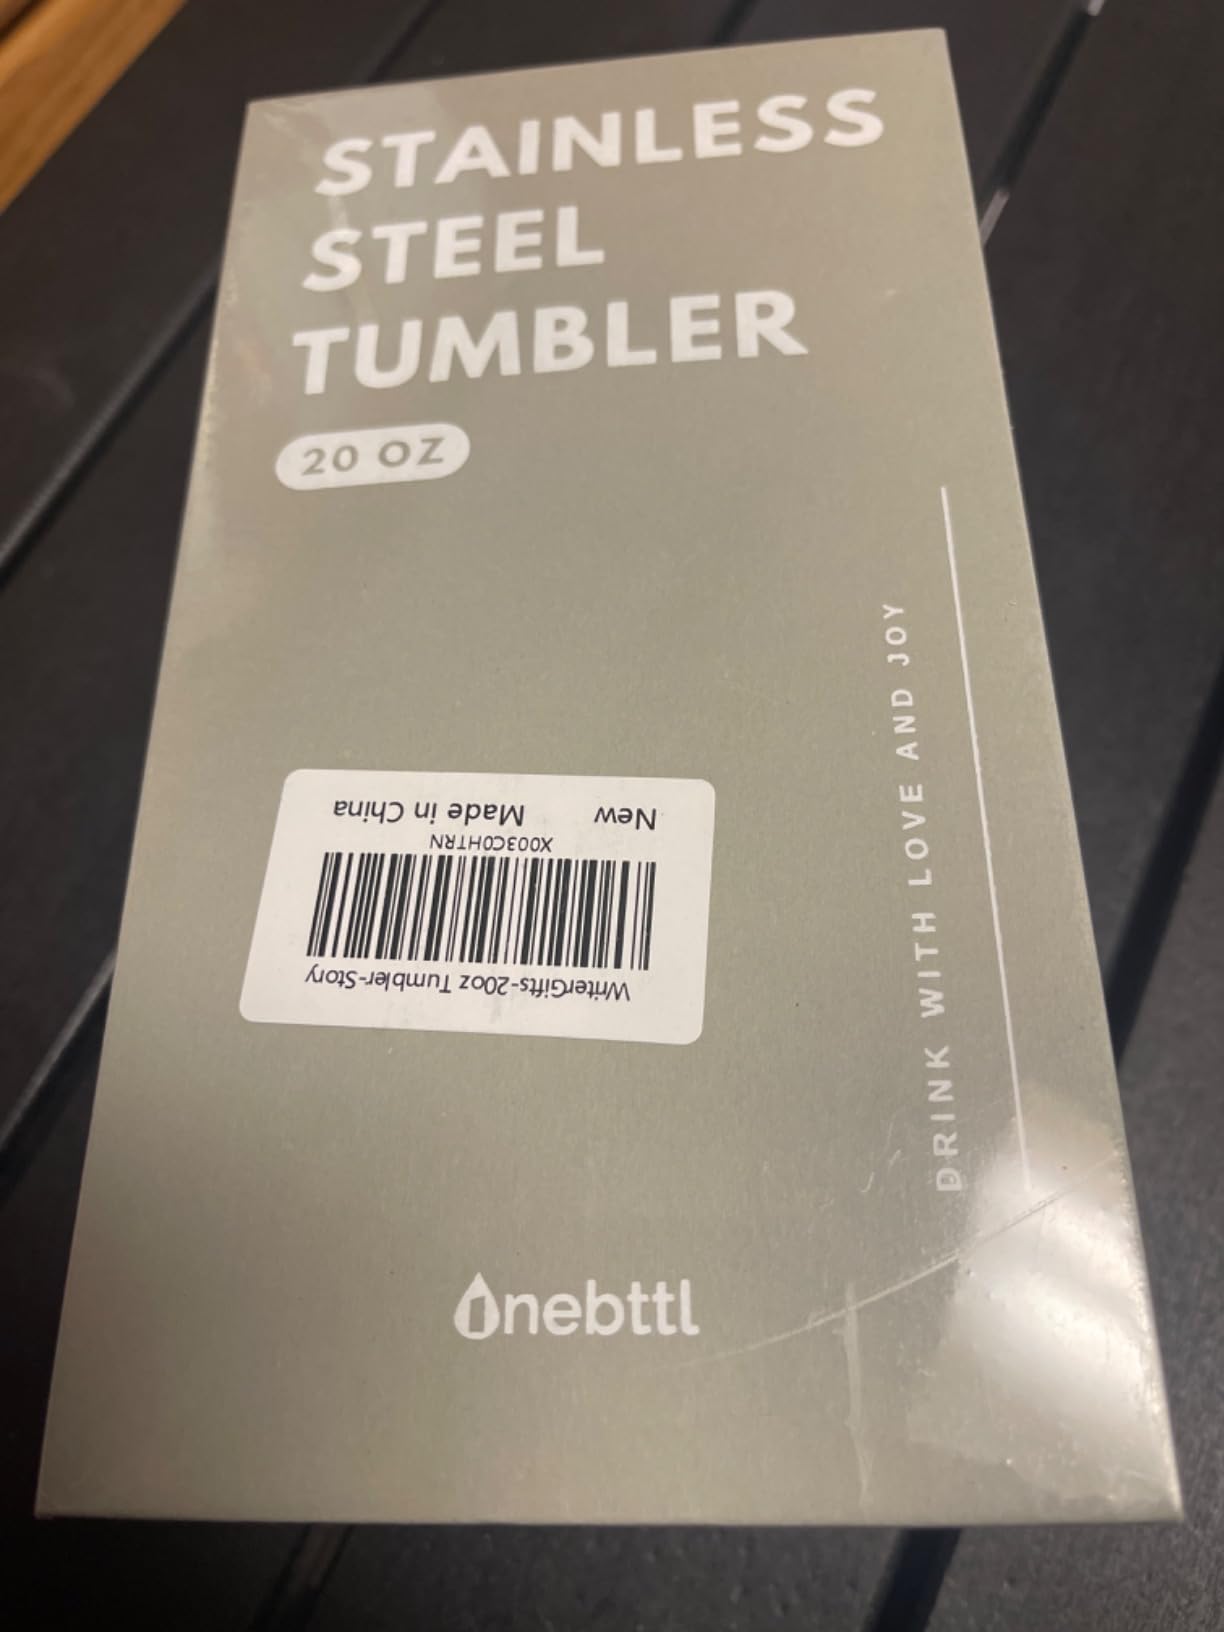 STAINLESS
STEEL
TUMBLER
20 OZ
DRINK WITH LOVE AND JOY
WriterGifts-20oz Tumbler-Story
X003C0HTRN
New Made in China
Onebttl